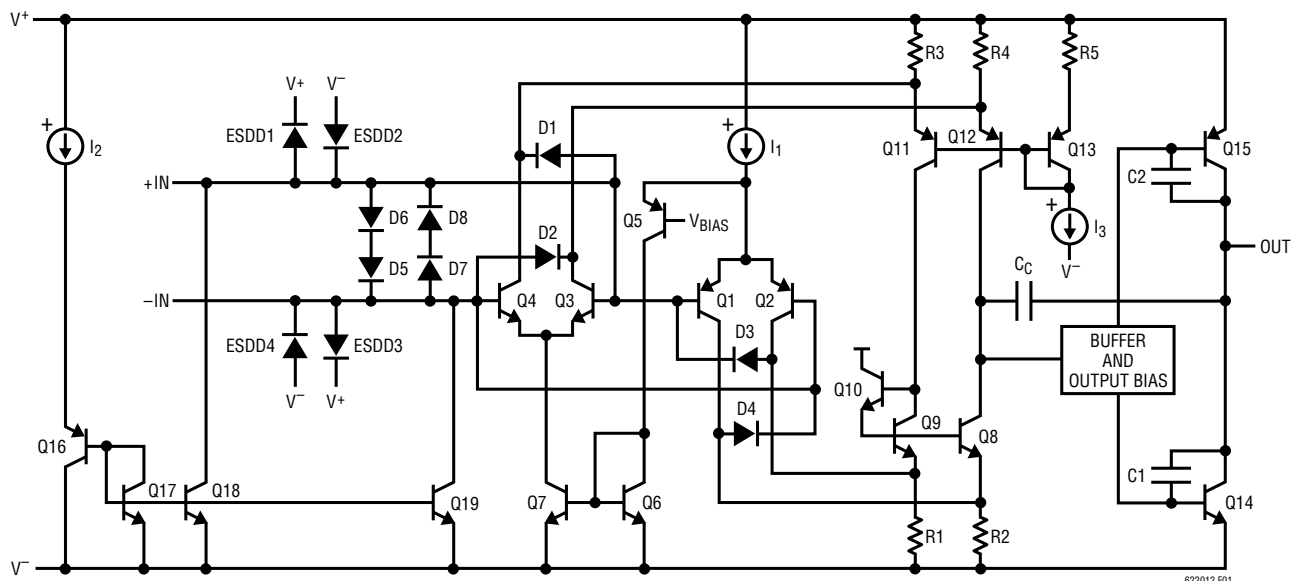 V+
R3
R4
R5
V+
V−
ESDD1
ESDD2
D1
+
I2
+
I1
Q11
Q12
Q13
Q15
C2
+IN
D6
D8
Q5
VBIAS
+
I3
OUT
D2
V−
D5
D7
CC
−IN
Q4
Q3
Q1
Q2
ESDD4
ESDD3
D3
BUFFER
AND
OUTPUT BIAS
V−
V+
Q10
D4
Q9
Q8
Q16
C1
Q17
Q18
Q19
Q7
Q6
Q14
R1
R2
V−
622012 F01